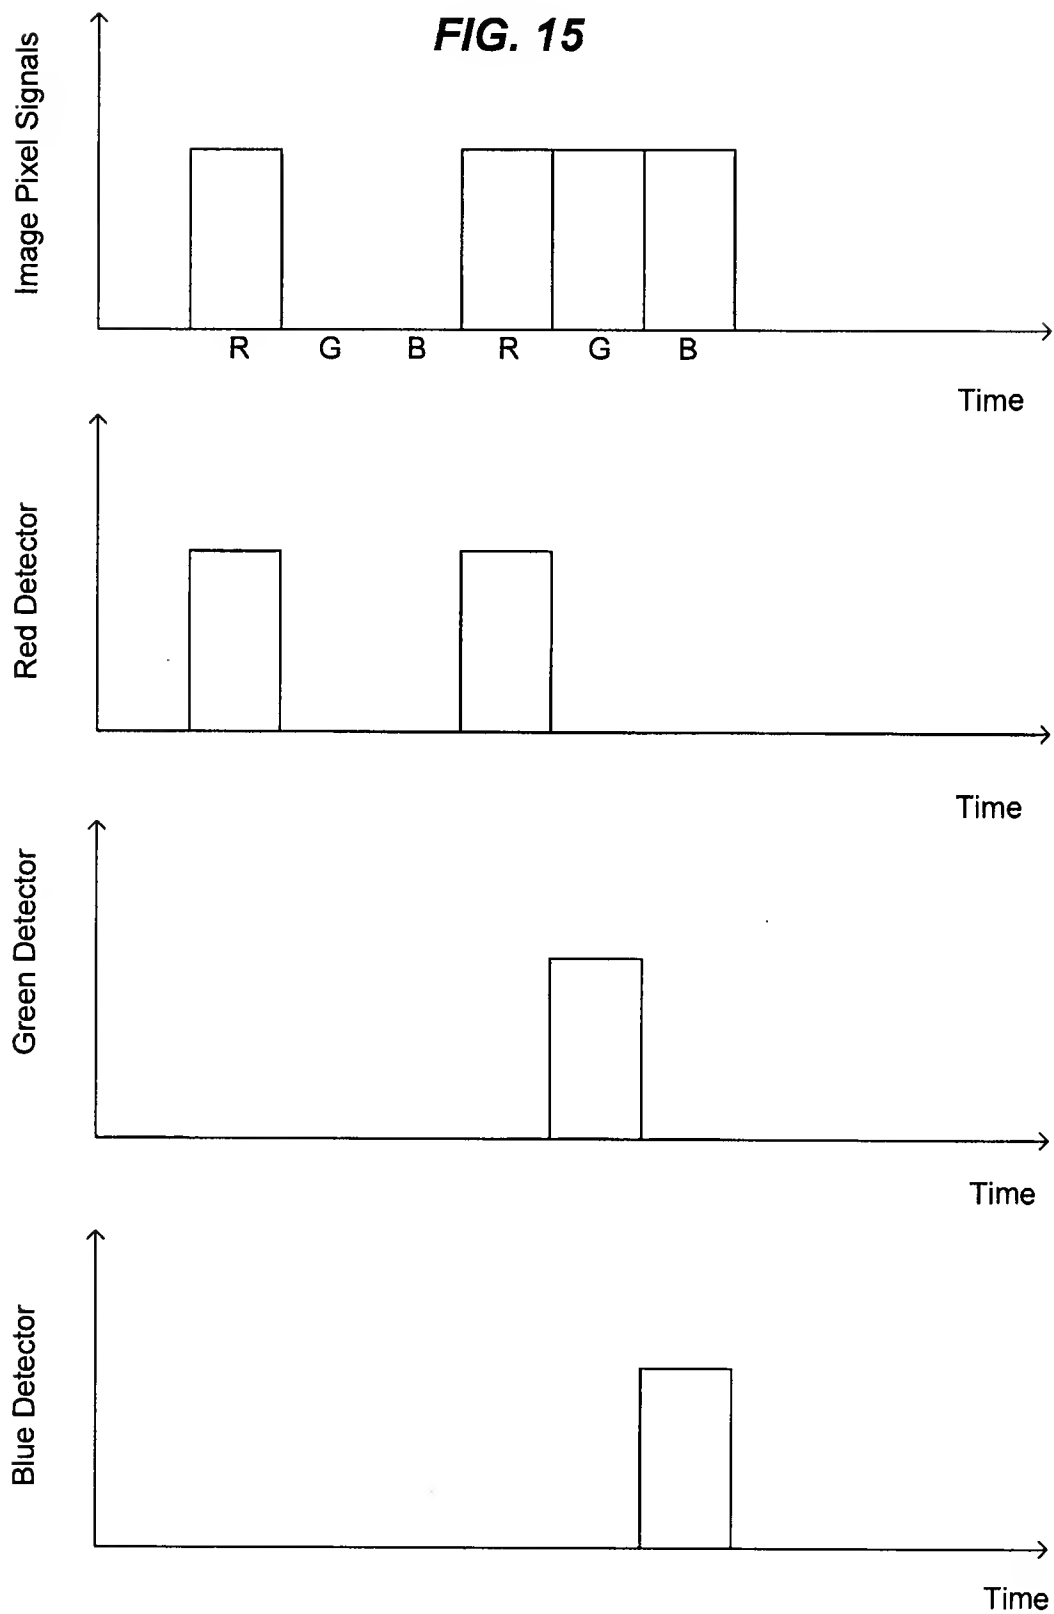 FIG. 15
Image Pixel Signals
R G B R G B
Time
Red Detector
Time
Green Detector
Time
Blue Detector
Time